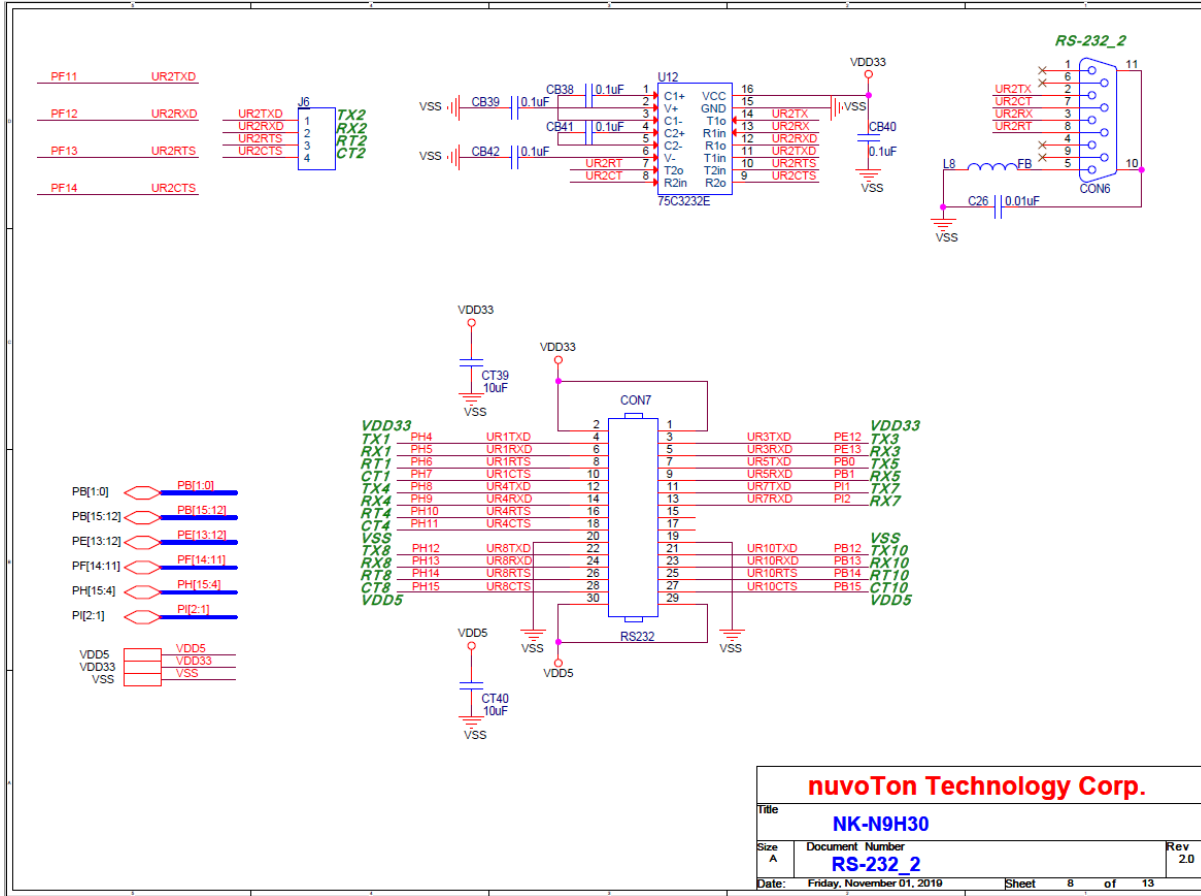 RS-232_2
PF11 UR2TXD
PF12 UR2RXD
PF13 UR2RTS
PF14 UR2CTS
J6
UR2TXD 1 TX2
UR2RXD 2 RX2
UR2RTS 3 RT2
UR2CTS 4 CT2
U12
VSS CB39 0.1uF
CB38 0.1uF
CB41 0.1uF
VSS CB42 0.1uF
1 C1+ VCC 16
2 V+ GND 15 VSS
3 C1- T1o 14 UR2TX
4 C2+ R1in 13 UR2RX
5 C2- R1o 12 UR2RXD
6 V- T1in 11 UR2TXD
UR2RT 7 T2o T2in 10 UR2RTS
UR2CT 8 R2in R2o 9 UR2CTS
75C3232E
VDD33
CB40
0.1uF
VSS
1 11
6
UR2TX 2
UR2CT 7
UR2RX 3
UR2RT 8
4
9
L8 FB 5 10
CON6
C26 0.01uF
VSS
VDD33
CT39
10uF
VSS
VDD33
CON7
VDD33 2 1 VDD33
TX1 PH4 UR1TXD 4 3 UR3TXD PE12 TX3
RX1 PH5 UR1RXD 6 5 UR3RXD PE13 RX3
RT1 PH6 UR1RTS 8 7 UR5TXD PB0 TX5
CT1 PH7 UR1CTS 10 9 UR5RXD PB1 RX5
TX4 PH8 UR4TXD 12 11 UR7TXD PI1 TX7
RX4 PH9 UR4RXD 14 13 UR7RXD PI2 RX7
RT4 PH10 UR4RTS 16 15
CT4 PH11 UR4CTS 18 17
VSS 20 19 VSS
TX8 PH12 UR8TXD 22 21 UR10TXD PB12 TX10
RX8 PH13 UR8RXD 24 23 UR10RXD PB13 RX10
RT8 PH14 UR8RTS 26 25 UR10RTS PB14 RT10
CT8 PH15 UR8CTS 28 27 UR10CTS PB15 CT10
VDD5 30 29 VDD5
RS232
VSS
VSS
VDD5
VDD5
CT40
10uF
VSS
PB[1:0] PB[1:0]
PB[15:12] PB[15:12]
PE[13:12] PE[13:12]
PF[14:11] PF[14:11]
PH[15:4] PH[15:4]
PI[2:1] PI[2:1]
VDD5 VDD5
VDD33 VDD33
VSS VSS
nuvoTon Technology Corp.
Title
NK-N9H30
Size Document Number Rev
A RS-232_2 2.0
Date: Friday, November 01, 2019 Sheet 8 of 13